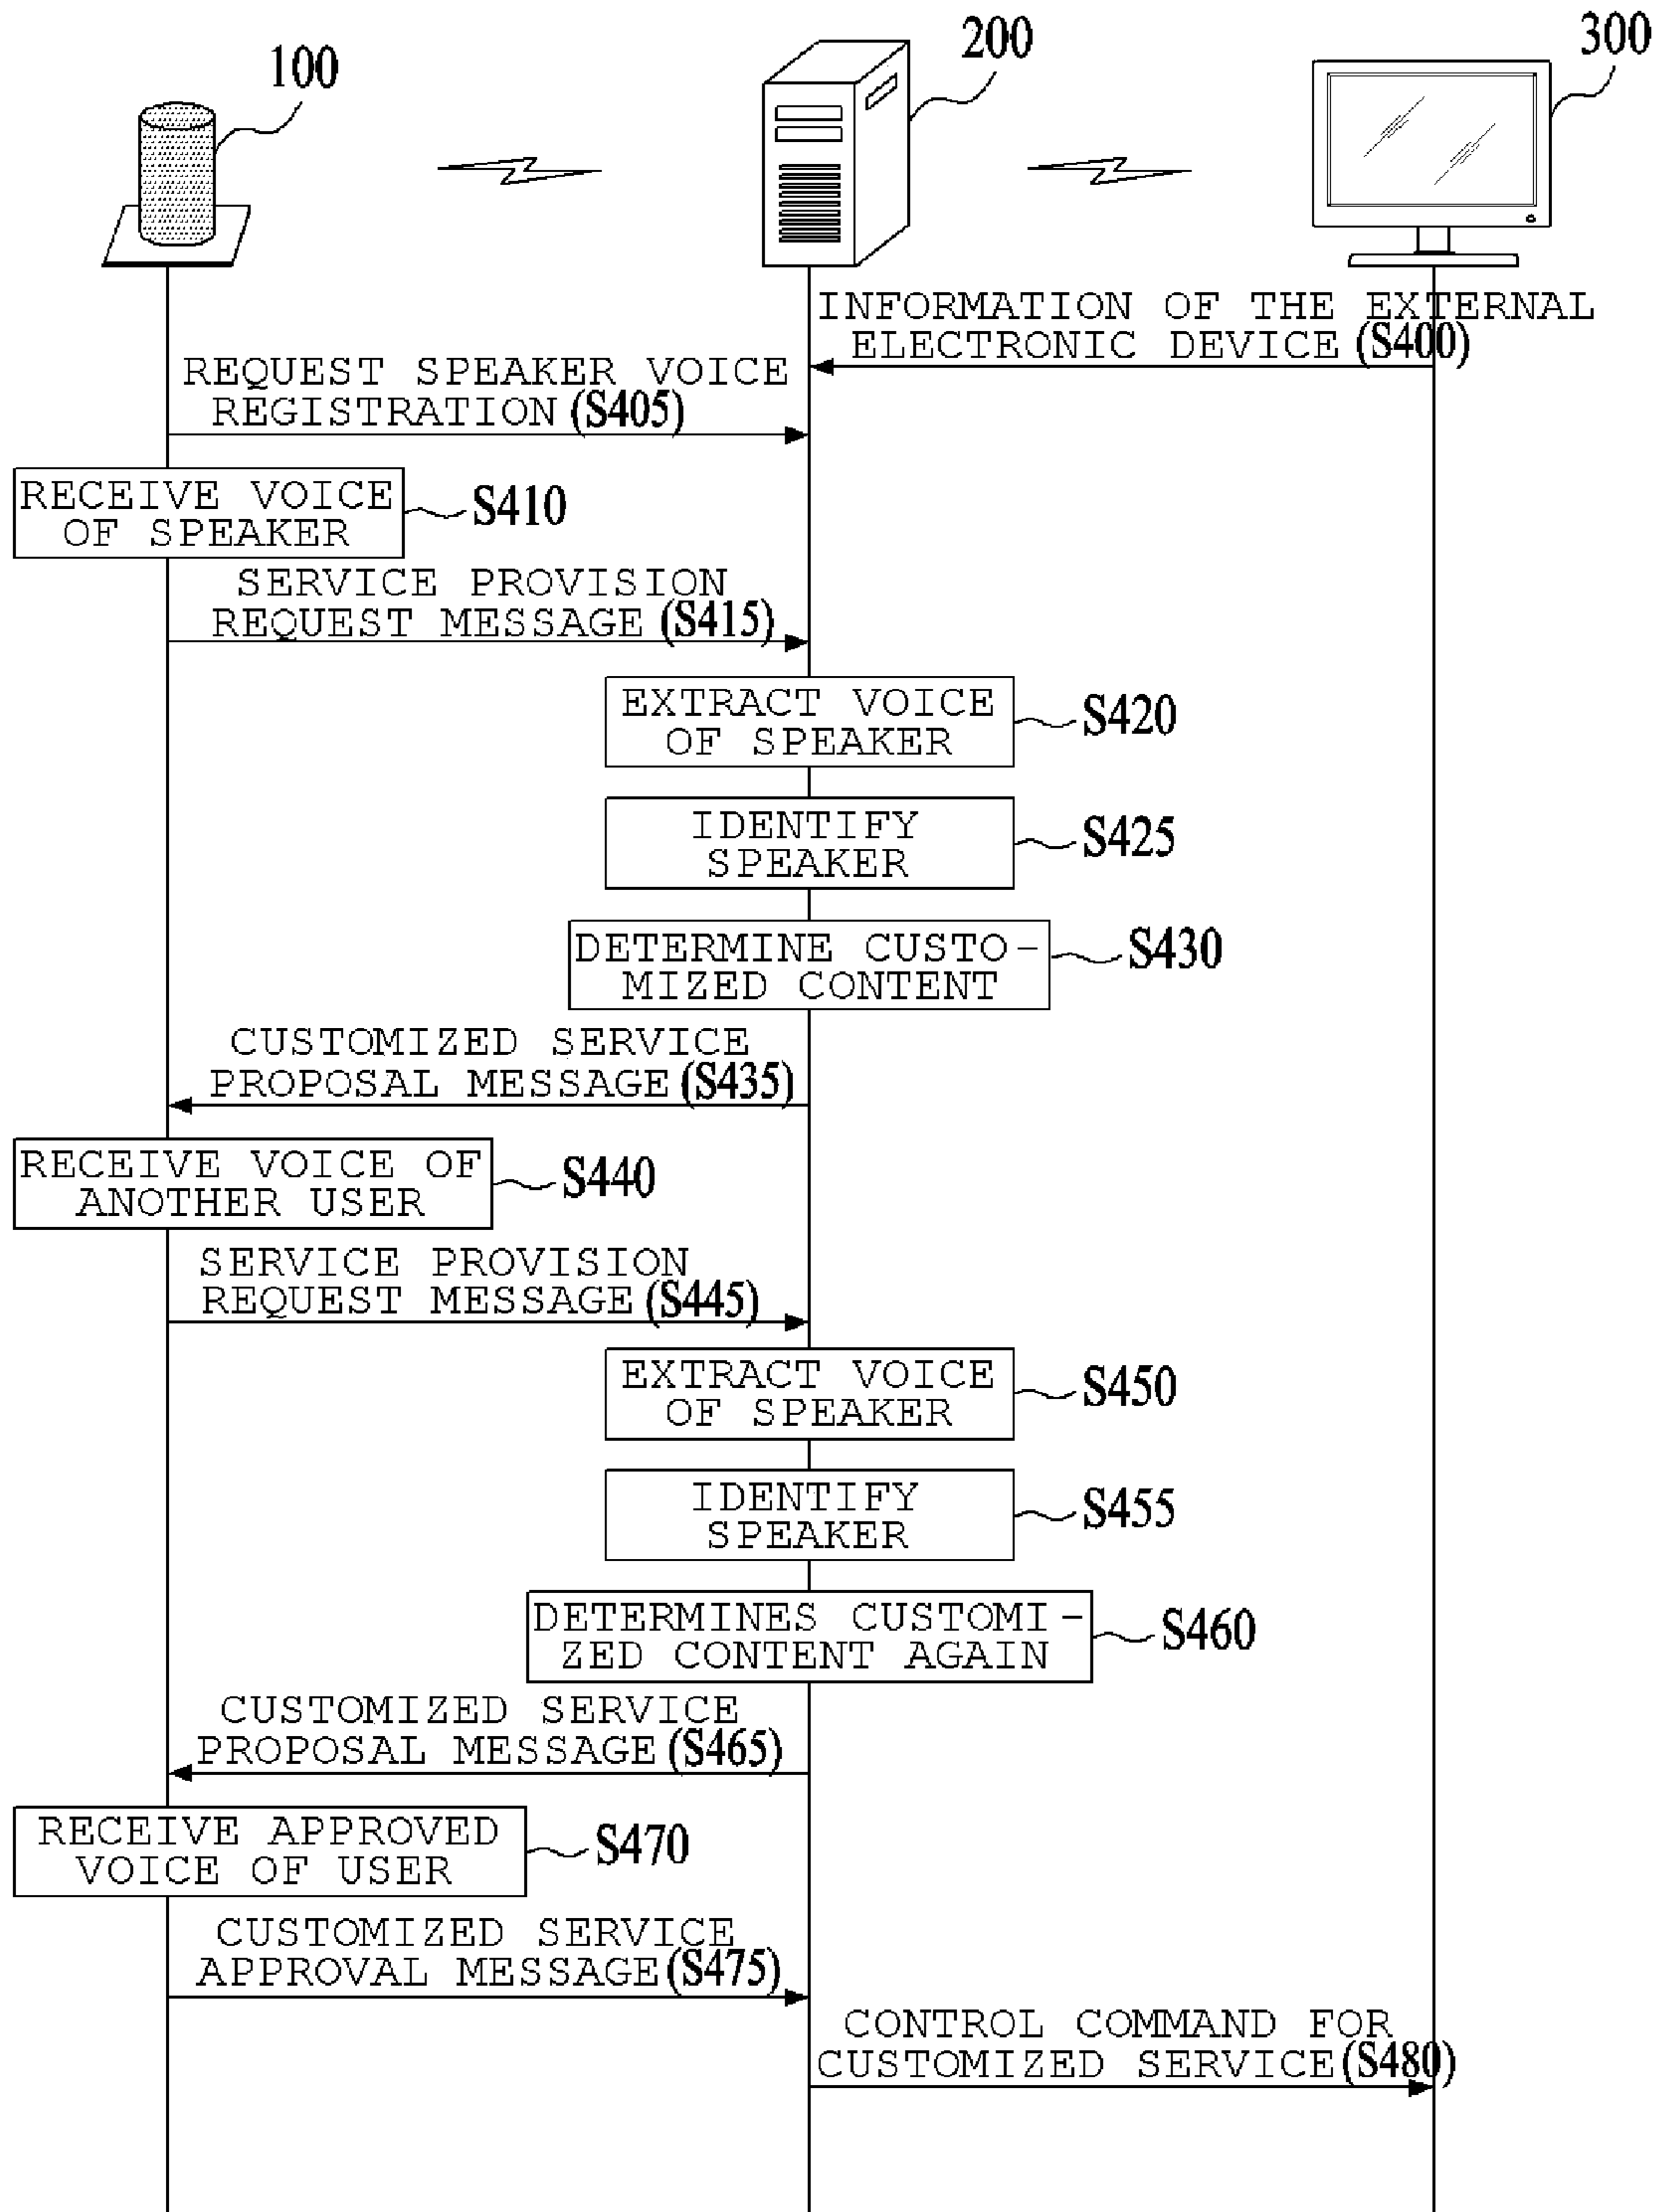 100
200
300
INFORMATION OF THE EXTERNAL
ELECTRONIC DEVICE (S400)
REQUEST SPEAKER VOICE
REGISTRATION (S405)
RECEIVE VOICE
OF SPEAKER
S410
SERVICE PROVISION
REQUEST MESSAGE (S415)
EXTRACT VOICE
OF SPEAKER
S420
IDENTIFY
SPEAKER
S425
DETERMINE CUSTO-
MIZED CONTENT
S430
CUSTOMIZED SERVICE
PROPOSAL MESSAGE (S435)
RECEIVE VOICE OF
ANOTHER USER
S440
SERVICE PROVISION
REQUEST MESSAGE (S445)
EXTRACT VOICE
OF SPEAKER
S450
IDENTIFY
SPEAKER
S455
DETERMINES CUSTOMI-
ZED CONTENT AGAIN
S460
CUSTOMIZED SERVICE
PROPOSAL MESSAGE (S465)
RECEIVE APPROVED
VOICE OF USER
S470
CUSTOMIZED SERVICE
APPROVAL MESSAGE (S475)
CONTROL COMMAND FOR
CUSTOMIZED SERVICE (S480)